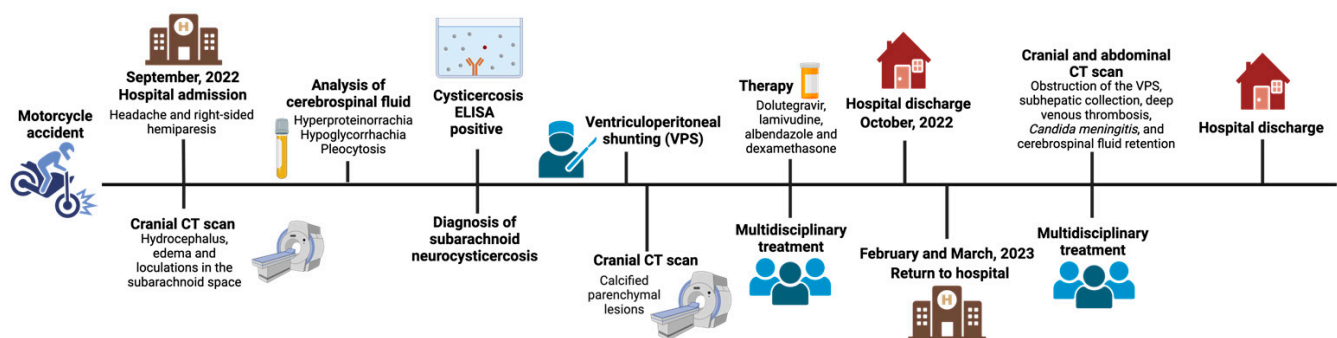 Motorcycle
accident
September, 2022
Hospital admission
Headache and right-sided
hemiparesis
Cranial CT scan
Hydrocephalus,
edema and
loculations in the
subarachnoid space
Analysis of
cerebrospinal fluid
Hyperproteinorrachia
Hypoglycorrhachia
Pleocytosis
Cysticercosis
ELISA
positive
Diagnosis of
subarachnoid
neurocysticercosis
Ventriculoperitoneal
shunting (VPS)
Cranial CT scan
Calcified
parenchymal
lesions
Therapy
Dolutegravir,
lamivudine,
albendazole and
dexamethasone
Multidisciplinary
treatment
Hospital discharge
October, 2022
February and March, 2023
Return to hospital
H
Cranial and abdominal
CT scan
Obstruction of the VPS,
subhepatic collection, deep
venous thrombosis,
Candida meningitis, and
cerebrospinal fluid retention
Multidisciplinary
treatment
Hospital discharge
H